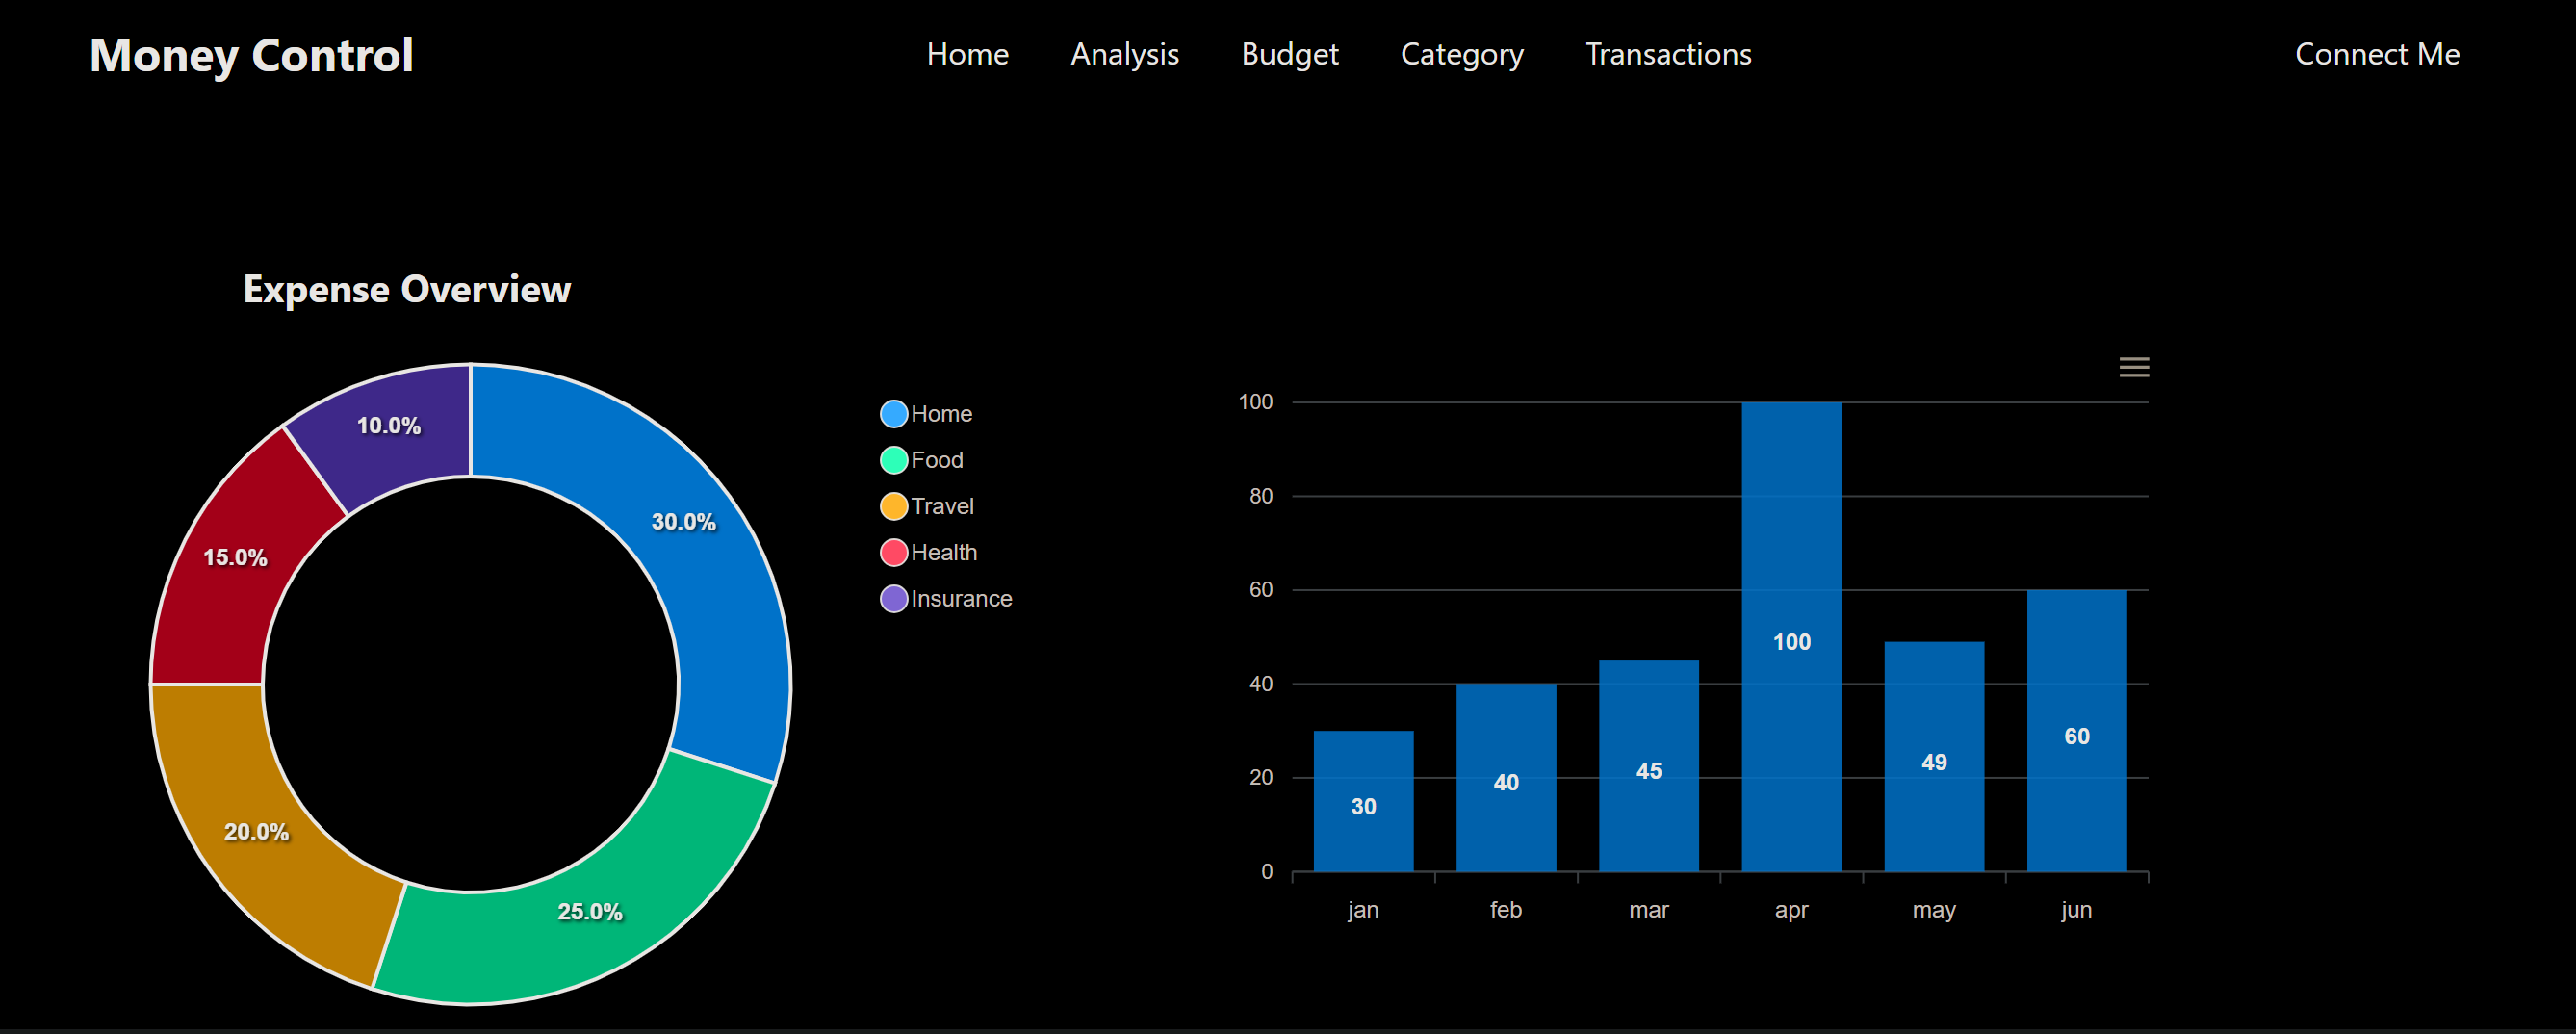 Money Control
Home Analysis Budget Category Transactions
Connect Me
Expense Overview
10.0%
30.0%
15.0%
20.0%
25.0%
Home
Food
Travel
Health
Insurance
100
80
60
40
20
0
30
40
45
100
49
60
jan feb mar apr may jun